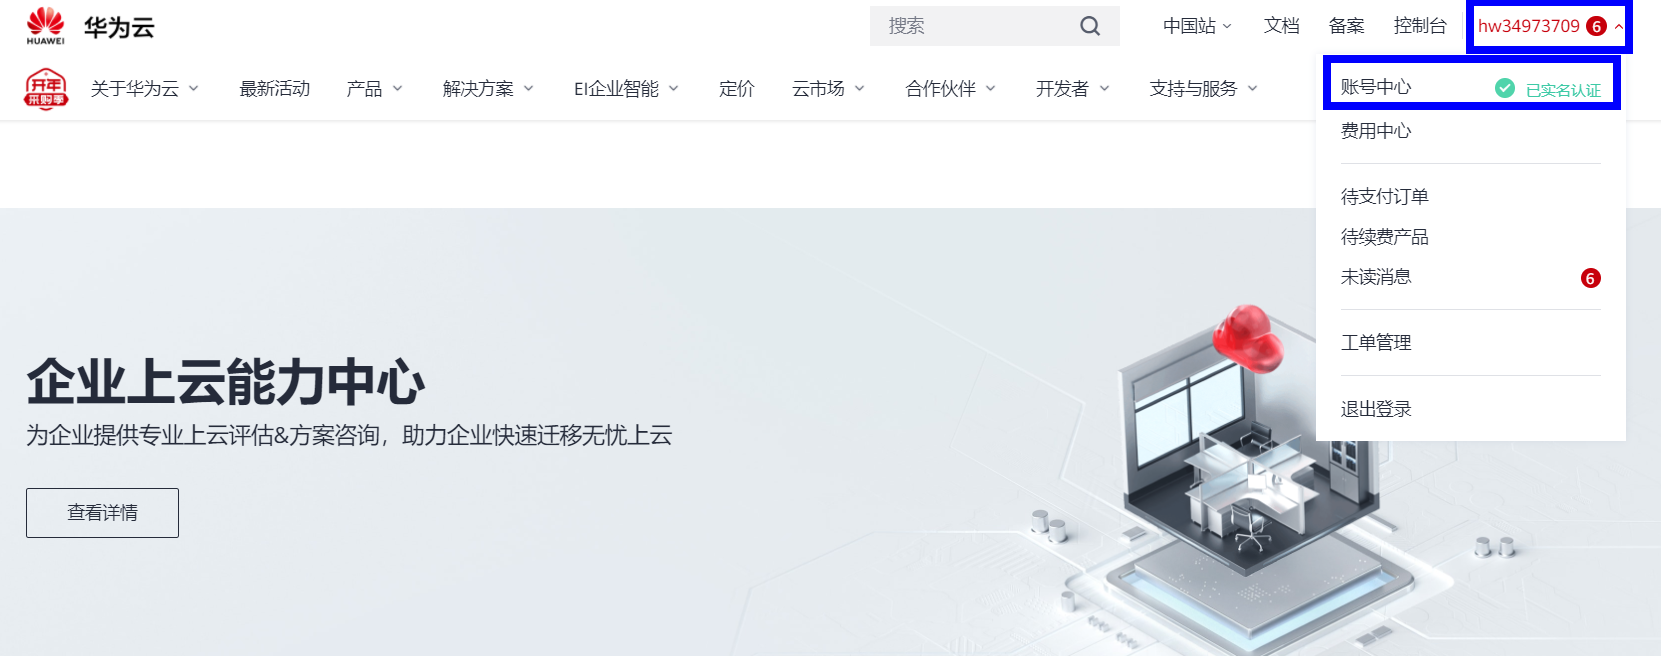 HUAWEI
华为云
搜索
中国站
文档
备案
控制台
hw34973709 6
开年
采购季
关于华为云
最新活动
产品
解决方案
EI企业智能
定价
云市场
合作伙伴
开发者
支持与服务
账号中心 已实名认证
费用中心
待支付订单
待续费产品
未读消息 6
工单管理
退出登录
企业上云能力中心
为企业提供专业上云评估&方案咨询，助力企业快速迁移无忧上云
查看详情